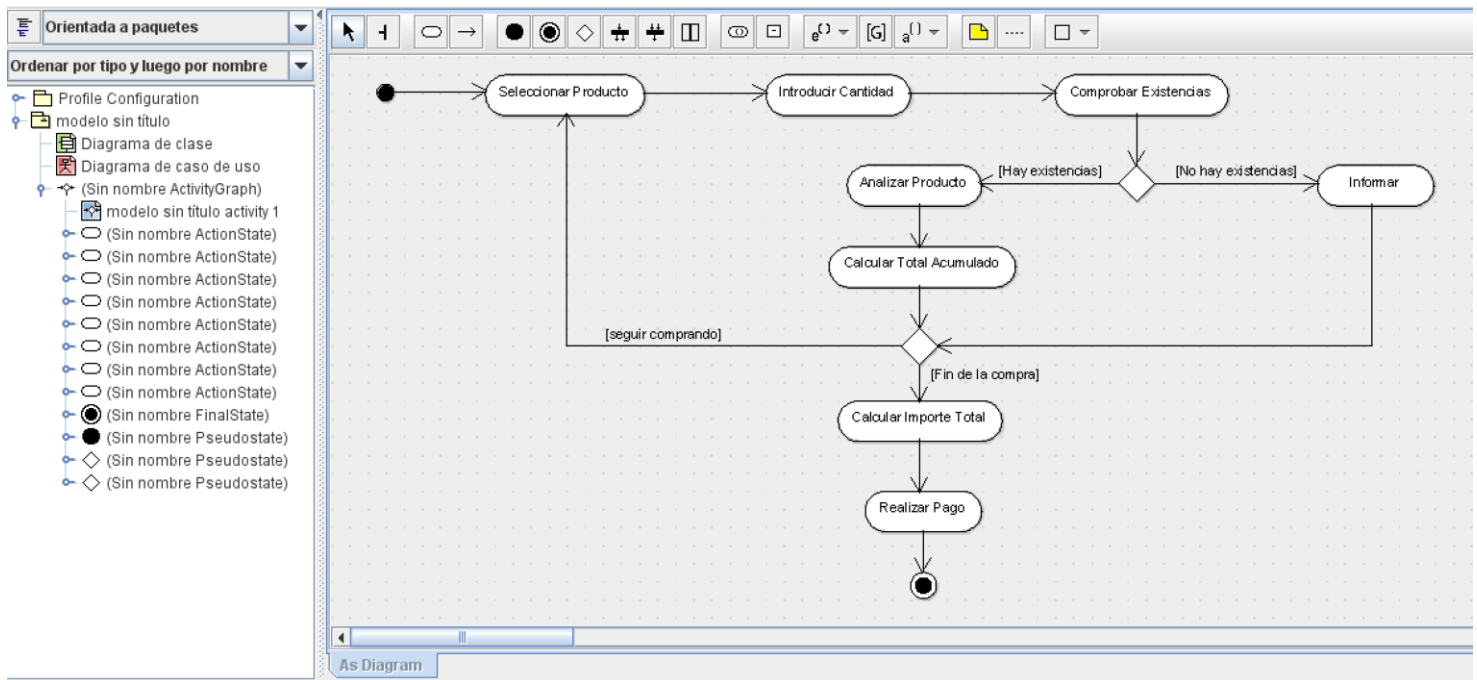 Orientada a paquetes
Ordenar por tipo y luego por nombre
Profile Configuration
modelo sin título
Diagrama de clase
Diagrama de caso de uso
(Sin nombre ActivityGraph)
modelo sin título activity 1
(Sin nombre ActionState)
(Sin nombre ActionState)
(Sin nombre ActionState)
(Sin nombre ActionState)
(Sin nombre ActionState)
(Sin nombre ActionState)
(Sin nombre ActionState)
(Sin nombre ActionState)
(Sin nombre FinalState)
(Sin nombre Pseudostate)
(Sin nombre Pseudostate)
(Sin nombre Pseudostate)
e() [G] a()
Seleccionar Producto
Introducir Cantidad
Comprobar Existencias
[Hay existencias]
[No hay existencias]
Analizar Producto
Informar
Calcular Total Acumulado
[seguir comprando]
[Fin de la compra]
Calcular Importe Total
Realizar Pago
As Diagram